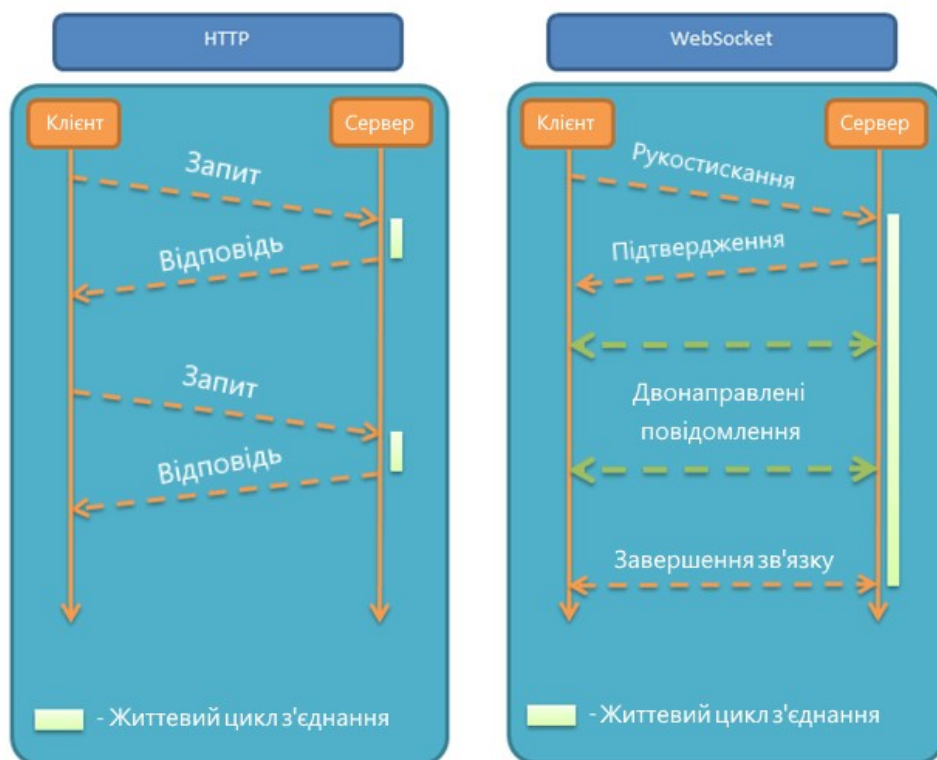 HTTP
Клієнт
Сервер
Запит
Відповідь
Запит
Відповідь
- Життевий цикл з'єднання
WebSocket
Клієнт
Сервер
Рукостискання
Підтвердження
Двонаправлені
повідомлення
Завершення зв'язку
- Життевий цикл з'єднання